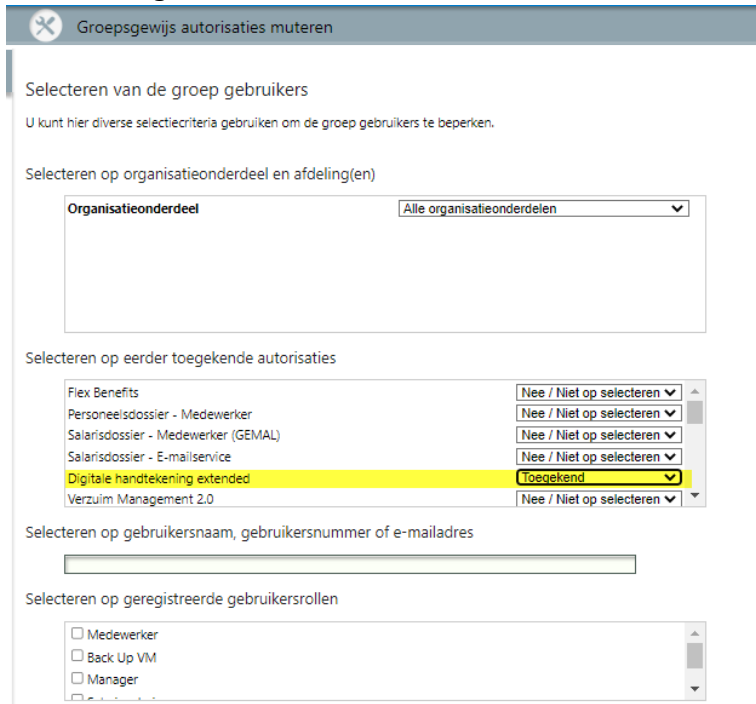 Groepsgewijs autorisaties muteren
Selecteren van de groep gebruikers
U kunt hier diverse selectiecriteria gebruiken om de groep gebruikers te beperken.
Selecteren op organisatieonderdeel en afdeling(en)
Organisatieonderdeel Alle organisatieonderdelen
Selecteren op eerder toegekende autorisaties
Flex Benefits Nee / Niet op selecteren
Personeelsdossier - Medewerker Nee / Niet op selecteren
Salarisdossier - Medewerker (GEMAL) Nee / Niet op selecteren
Salarisdossier - E-mailservice Nee / Niet op selecteren
Digitale handtekening extended Toegekend
Verzuim Management 2.0 Nee / Niet op selecteren
Selecteren op gebruikersnaam, gebruikersnummer of e-mailadres
Selecteren op geregistreerde gebruikersrollen
Medewerker
Back Up VM
Manager